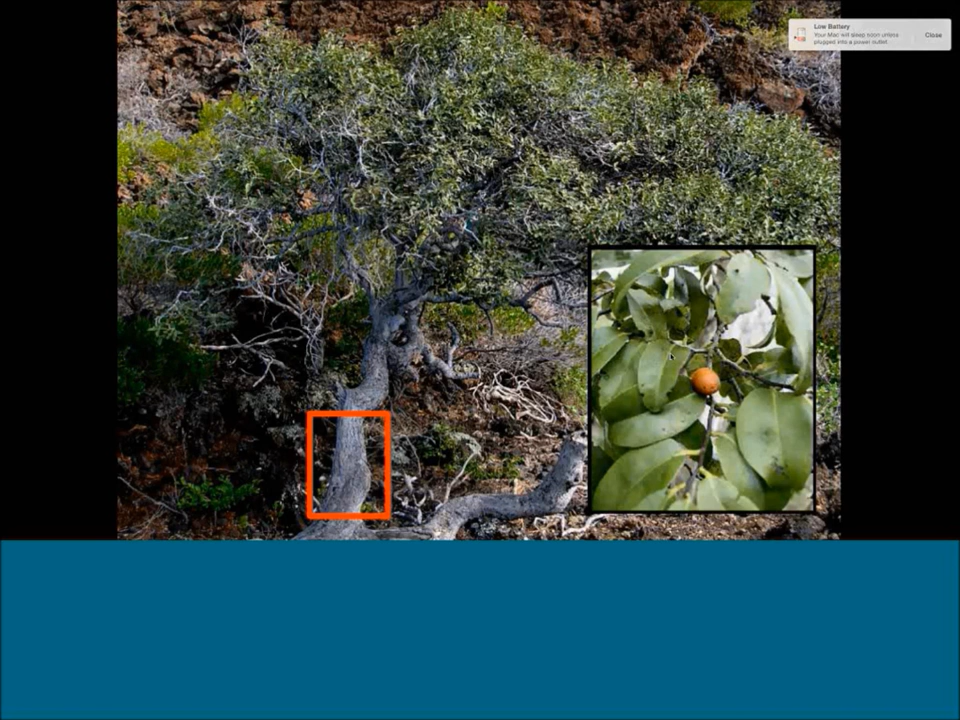 Low Battery
Your Mac will sleep soon unless
plugged into a power outlet.
Close